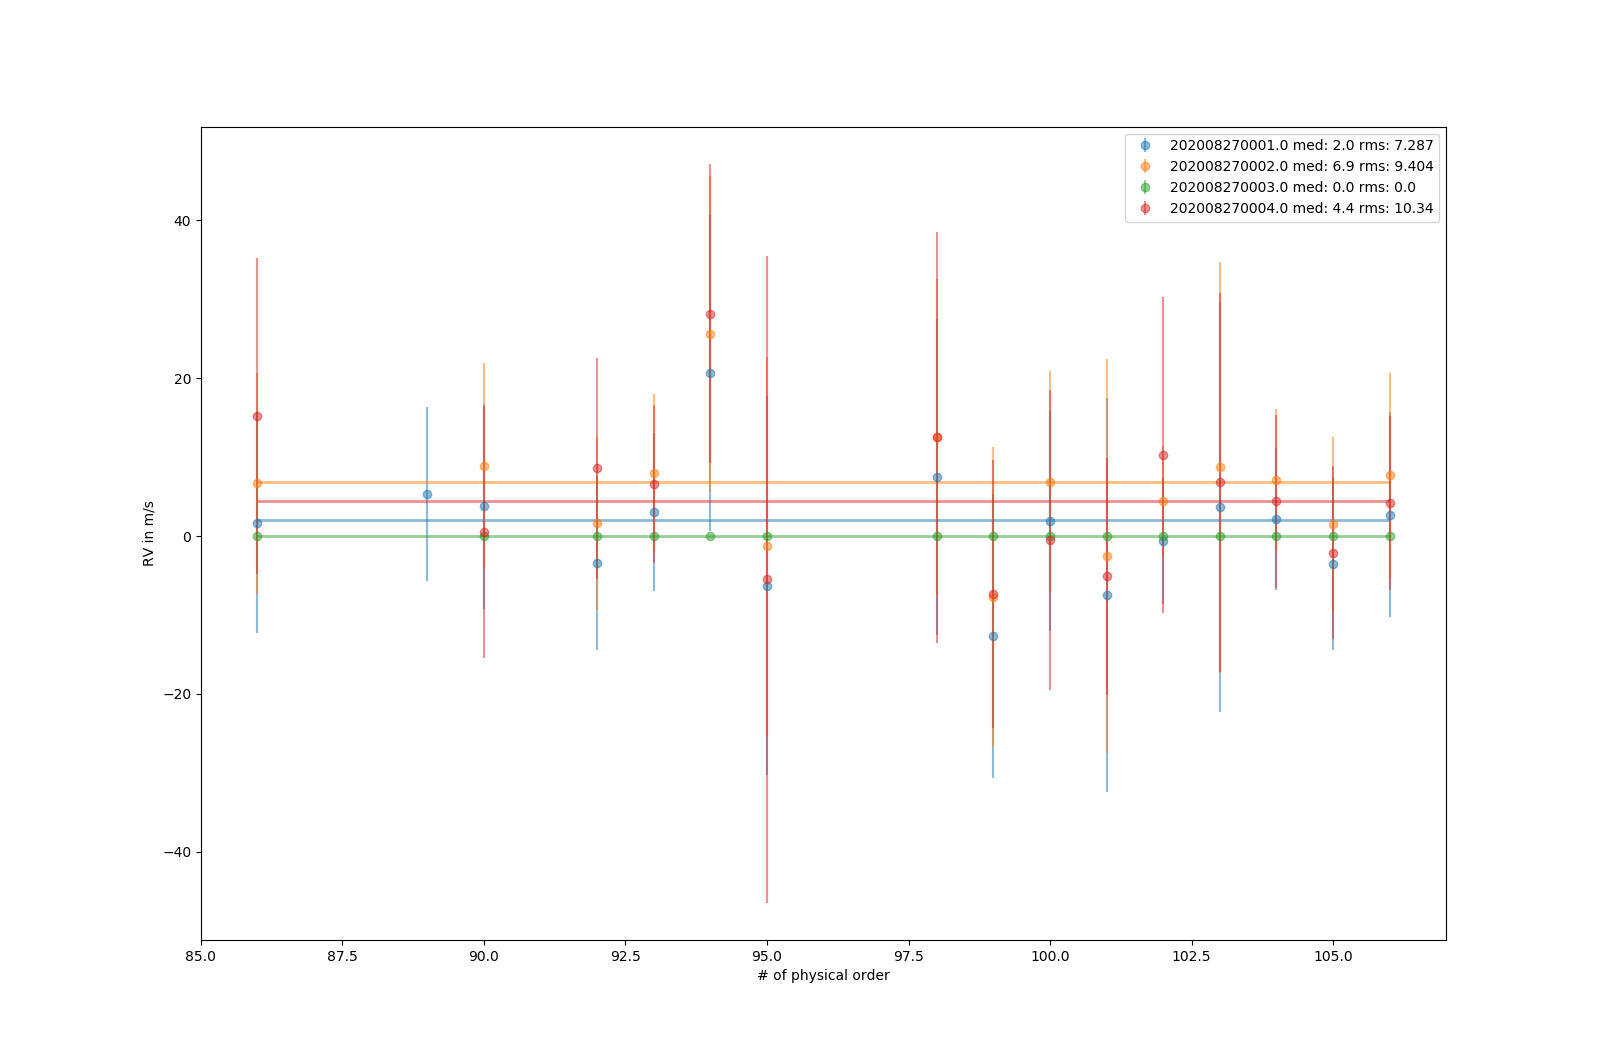 202008270001.0 med: 2.0 rms: 7.287
202008270002.0 med: 6.9 rms: 9.404
202008270003.0 med: 0.0 rms: 0.0
202008270004.0 med: 4.4 rms: 10.34
40
20
0
−20
−40
RV in m/s
85.0 87.5 90.0 92.5 95.0 97.5 100.0 102.5 105.0
# of physical order